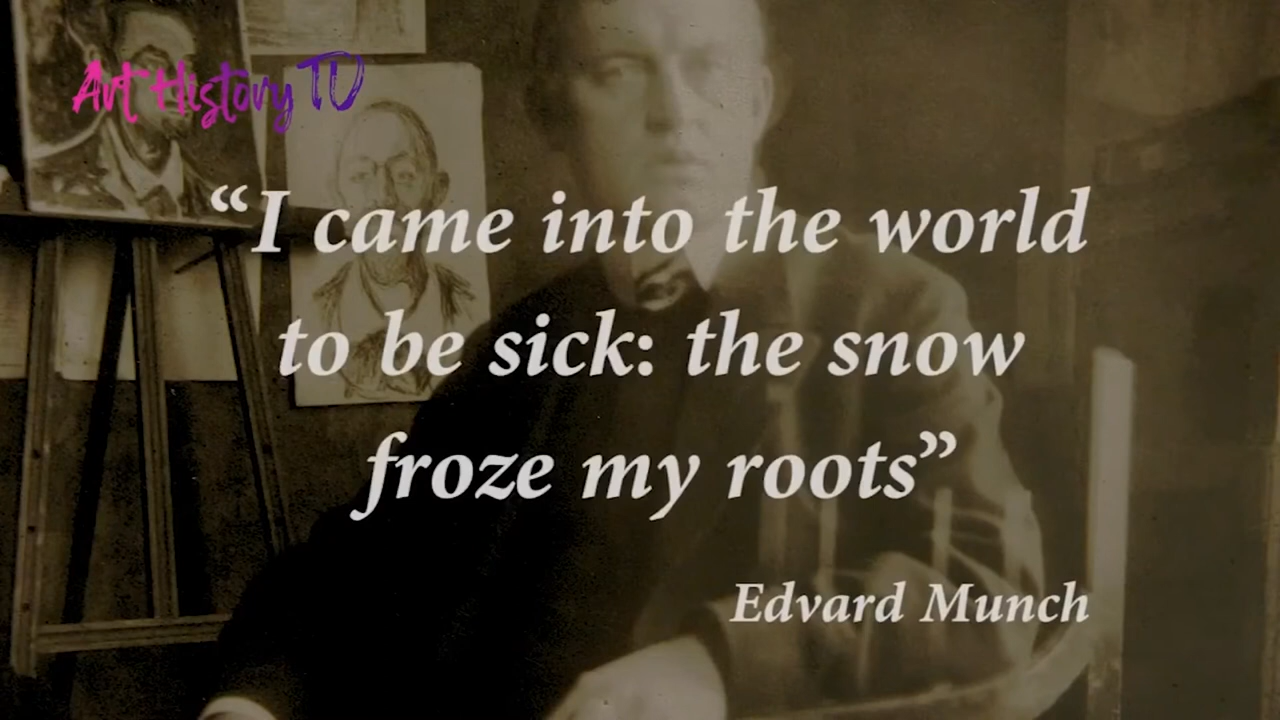 Art History TV
“I came into the world
to be sick: the snow
froze my roots”
Edvard Munch